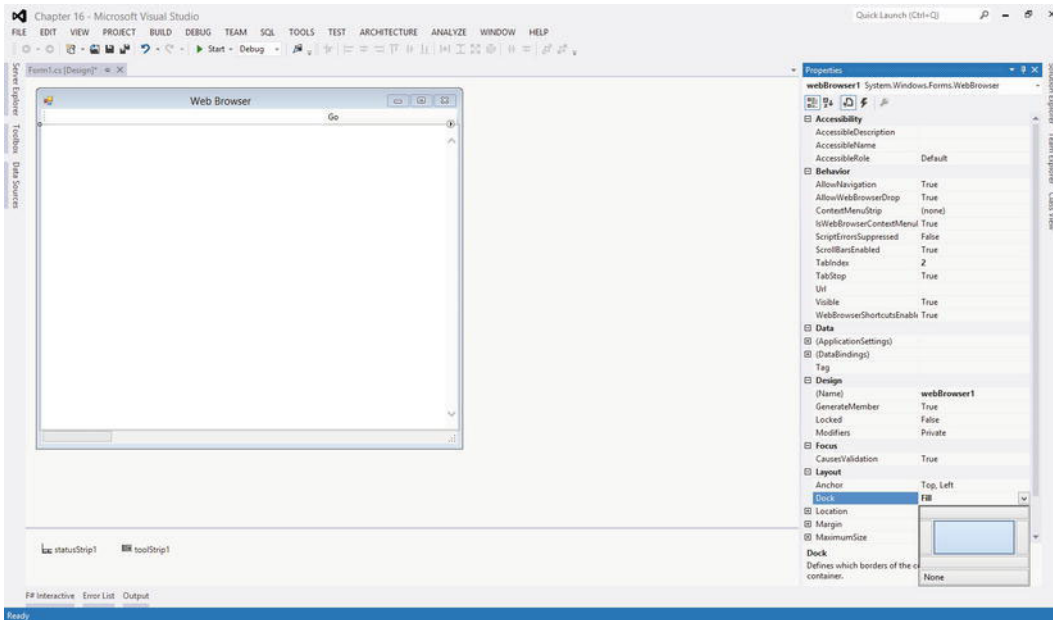 Chapter 16 - Microsoft Visual Studio
Quick Launch (Ctrl+Q)
FILE EDIT VIEW PROJECT BUILD DEBUG TEAM SQL TOOLS TEST ARCHITECTURE ANALYZE WINDOW HELP
Start - Debug
Server Explorer
Toolbox
Data Sources
Form1.cs [Design]*
Web Browser
Go
statusStrip1 toolStrip1
F# Interactive Error List Output
Ready
Properties
webBrowser1 System.Windows.Forms.WebBrowser
Accessibility
AccessibleDescription
AccessibleName
AccessibleRole Default
Behavior
AllowNavigation True
AllowWebBrowserDrop True
ContextMenuStrip (none)
IsWebBrowserContextMenuI True
ScriptErrorsSuppressed False
ScrollBarsEnabled True
TabIndex 2
TabStop True
Url
Visible True
WebBrowserShortcutsEnable True
Data
(ApplicationSettings)
(DataBindings)
Tag
Design
(Name) webBrowser1
GenerateMember True
Locked False
Modifiers Private
Focus
CausesValidation True
Layout
Anchor Top, Left
Dock Fill
Location
Margin
MaximumSize
None
Dock
Defines which borders of the
container.
Solution Explorer
Team Explorer
Class View